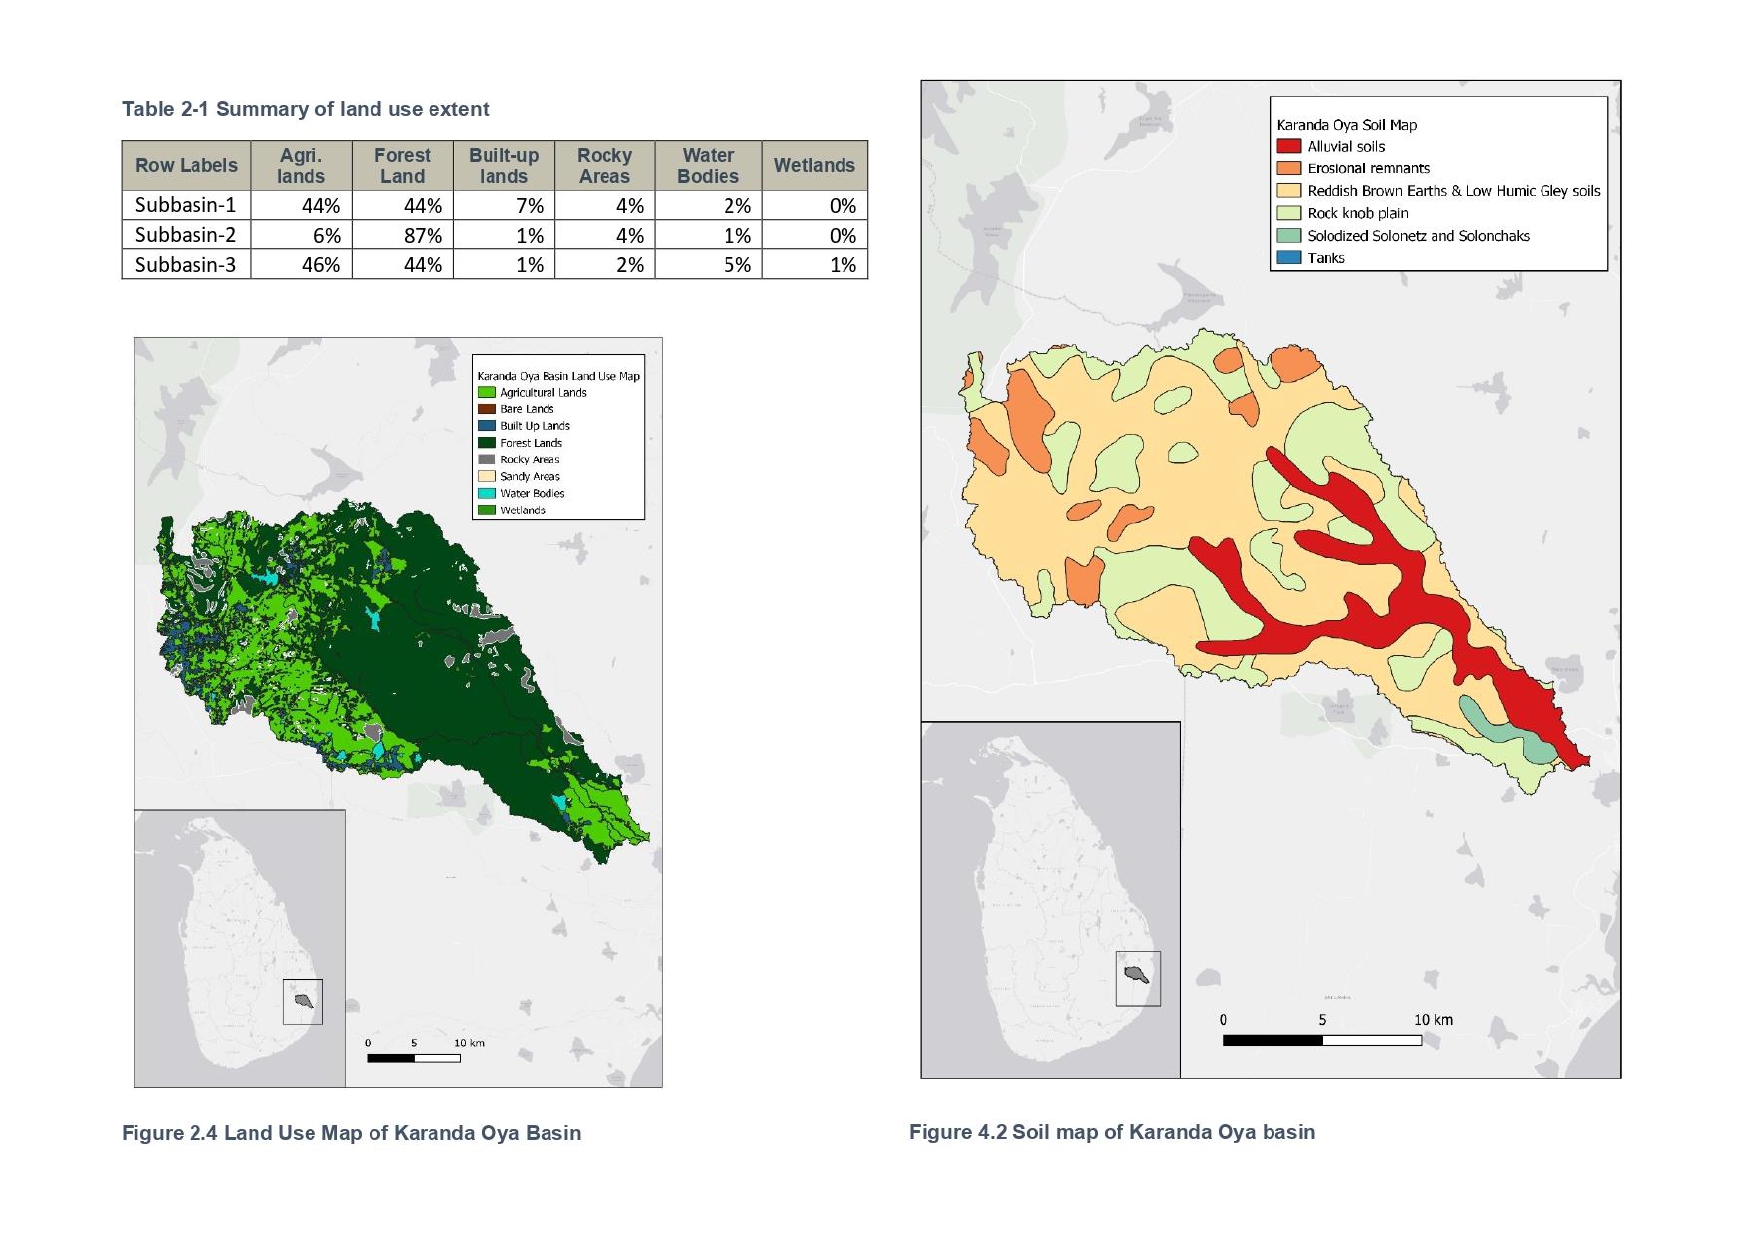 Table 2-1 Summary of land use extent
Row Labels Agri. lands Forest Land Built-up lands Rocky Areas Water Bodies Wetlands
Subbasin-1 44% 44% 7% 4% 2% 0%
Subbasin-2 6% 87% 1% 4% 1% 0%
Subbasin-3 46% 44% 1% 2% 5% 1%
Karanda Oya Basin Land Use Map
Agricultural Lands
Bare Lands
Built Up Lands
Forest Lands
Rocky Areas
Sandy Areas
Water Bodies
Wetlands
0 5 10 km
Figure 2.4 Land Use Map of Karanda Oya Basin
Karanda Oya Soil Map
Alluvial soils
Erosional remnants
Reddish Brown Earths & Low Humic Gley soils
Rock knob plain
Solodized Solonetz and Solonchaks
Tanks
0 5 10 km
Figure 4.2 Soil map of Karanda Oya basin